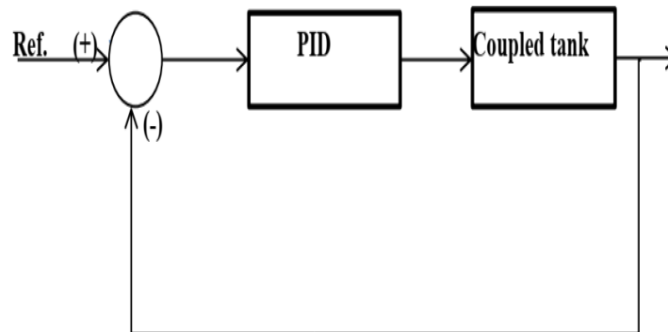 Ref.
(+)
PID
Coupled tank
(-)